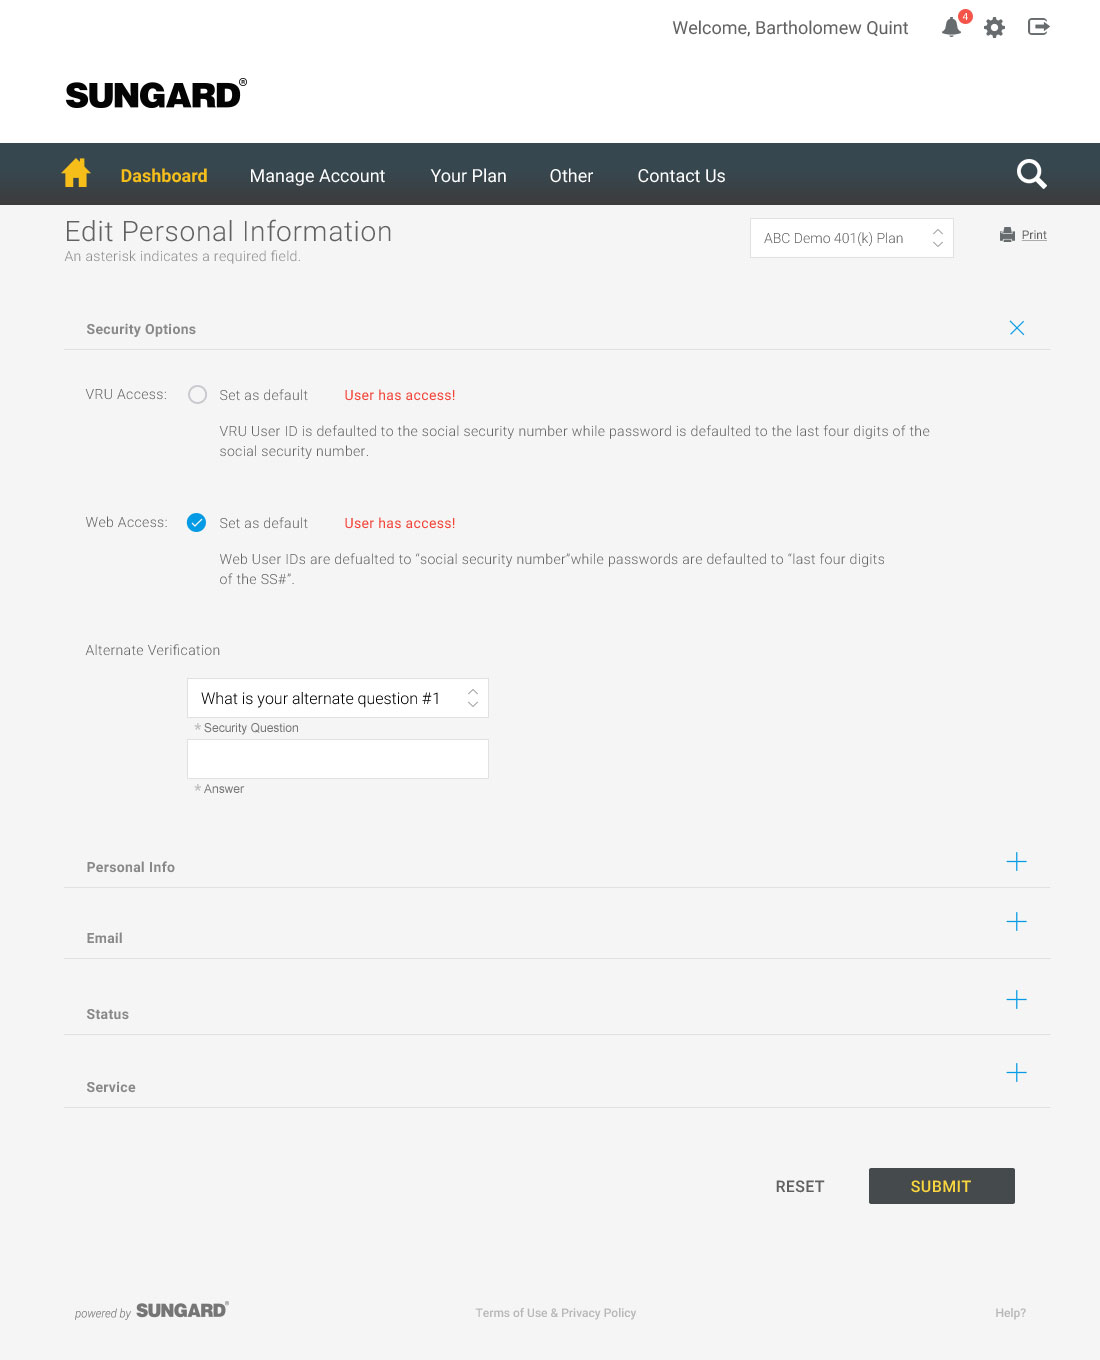 Welcome, Bartholomew Quint
4
SUNGARD®
Dashboard
Manage Account
Your Plan
Other
Contact Us
Edit Personal Information
An asterisk indicates a required field.
ABC Demo 401(k) Plan
Print
Security Options
VRU Access:
Set as default
User has access!
VRU User ID is defaulted to the social security number while password is defaulted to the last four digits of the
social security number.
Web Access:
Set as default
User has access!
Web User IDs are defualted to “social security number”while passwords are defaulted to “last four digits
of the SS#”.
Alternate Verification
What is your alternate question #1
* Security Question
* Answer
Personal Info
Email
Status
Service
RESET
SUBMIT
powered by SUNGARD®
Terms of Use & Privacy Policy
Help?